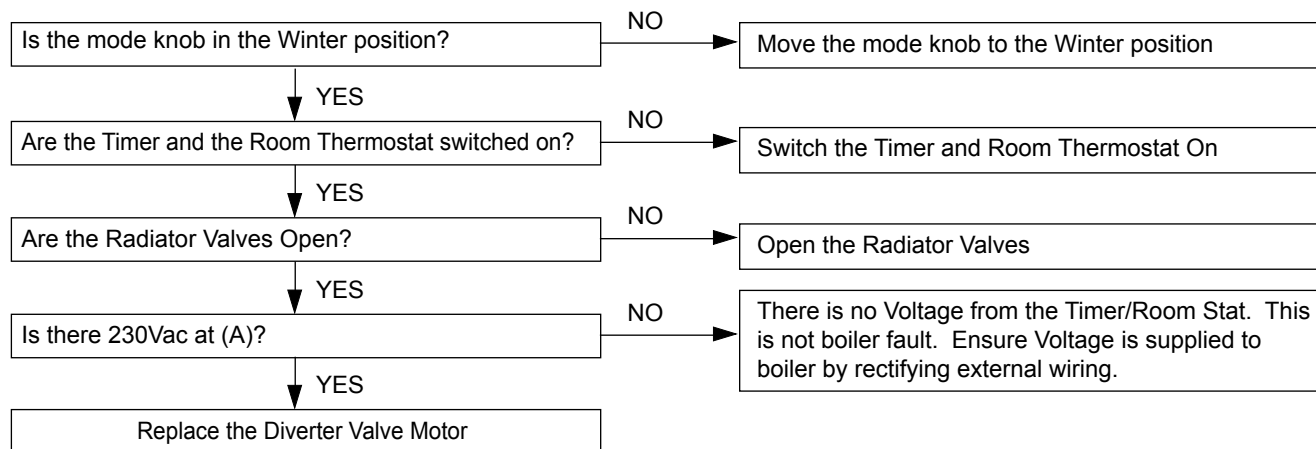 Is the mode knob in the Winter position?
NO
Move the mode knob to the Winter position
YES
Are the Timer and the Room Thermostat switched on?
NO
Switch the Timer and Room Thermostat On
YES
Are the Radiator Valves Open?
NO
Open the Radiator Valves
YES
Is there 230Vac at (A)?
NO
There is no Voltage from the Timer/Room Stat.  This
is not boiler fault.  Ensure Voltage is supplied to
boiler by rectifying external wiring.
YES
Replace the Diverter Valve Motor